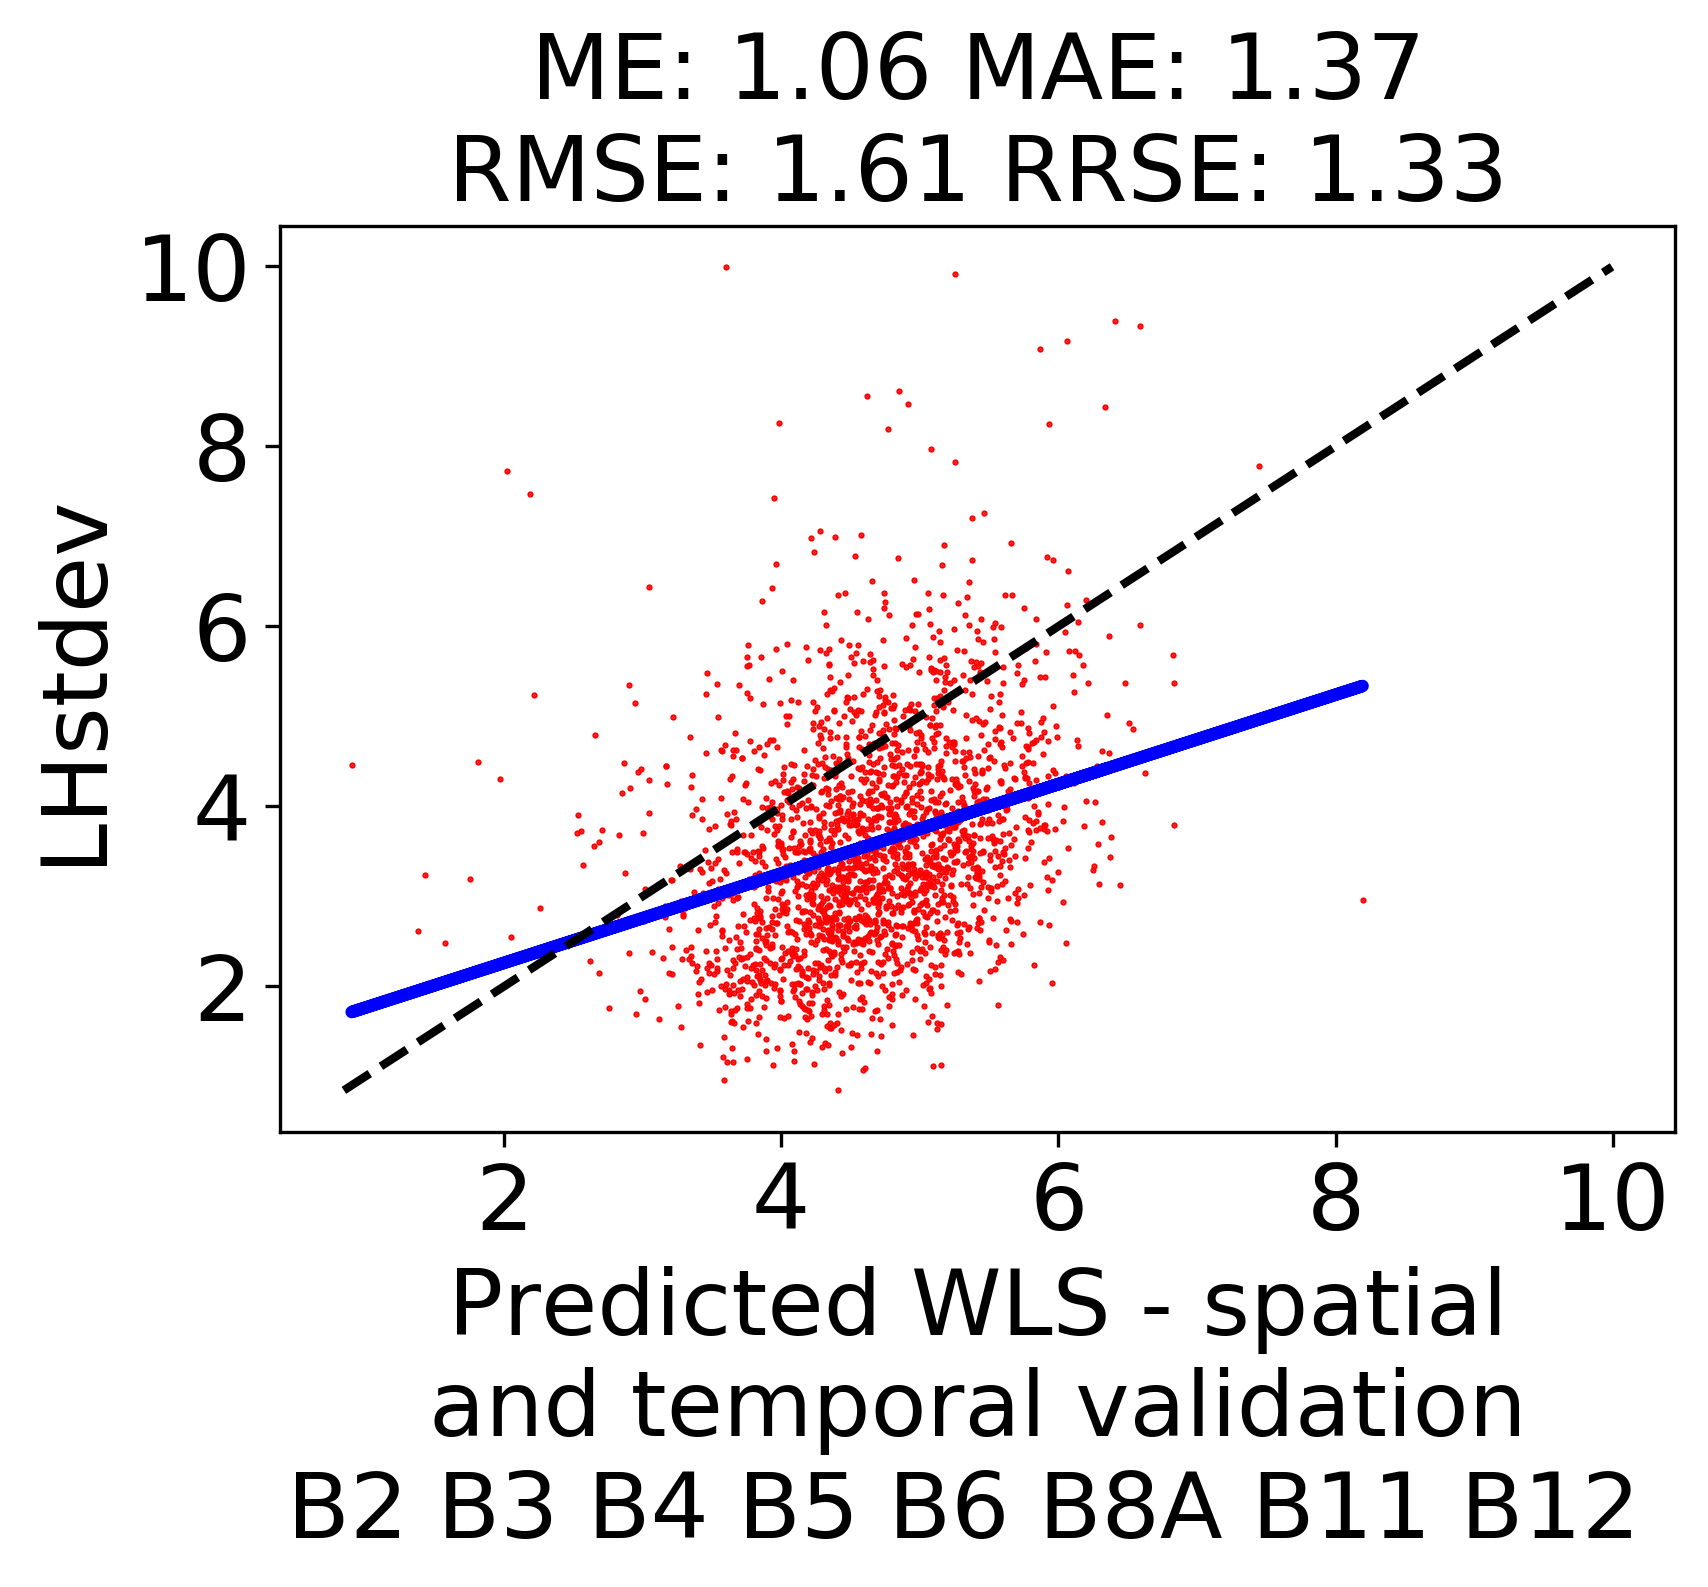 ME: 1.06 MAE: 1.37
RMSE: 1.61 RRSE: 1.33
10
8
6
4
2
LHstdev
2 4 6 8 10
Predicted WLS - spatial
and temporal validation
B2 B3 B4 B5 B6 B8A B11 B12